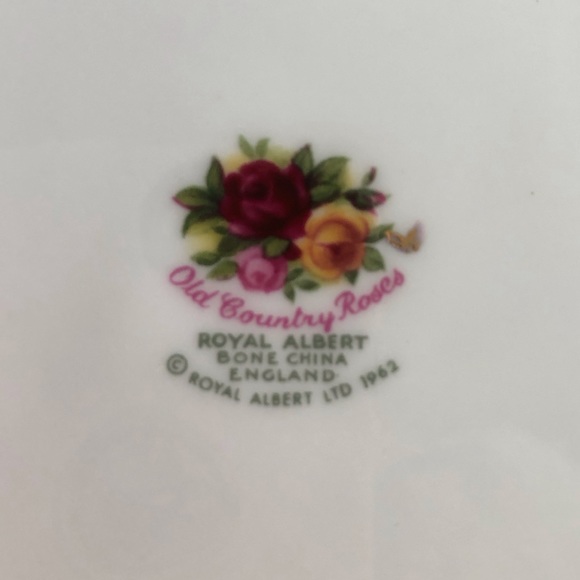 Old Country Roses
ROYAL ALBERT
BONE CHINA
ENGLAND
© ROYAL ALBERT LTD 1962